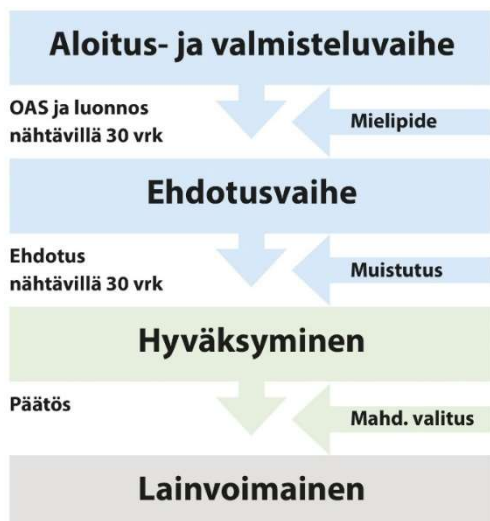 Aloitus- ja valmisteluvaihe
OAS ja luonnos
nähtävillä 30 vrk
Mielipide
Ehdotusvaihe
Ehdotus
nähtävillä 30 vrk
Muistutus
Hyväksyminen
Päätös
Mahd. valitus
Lainvoimainen